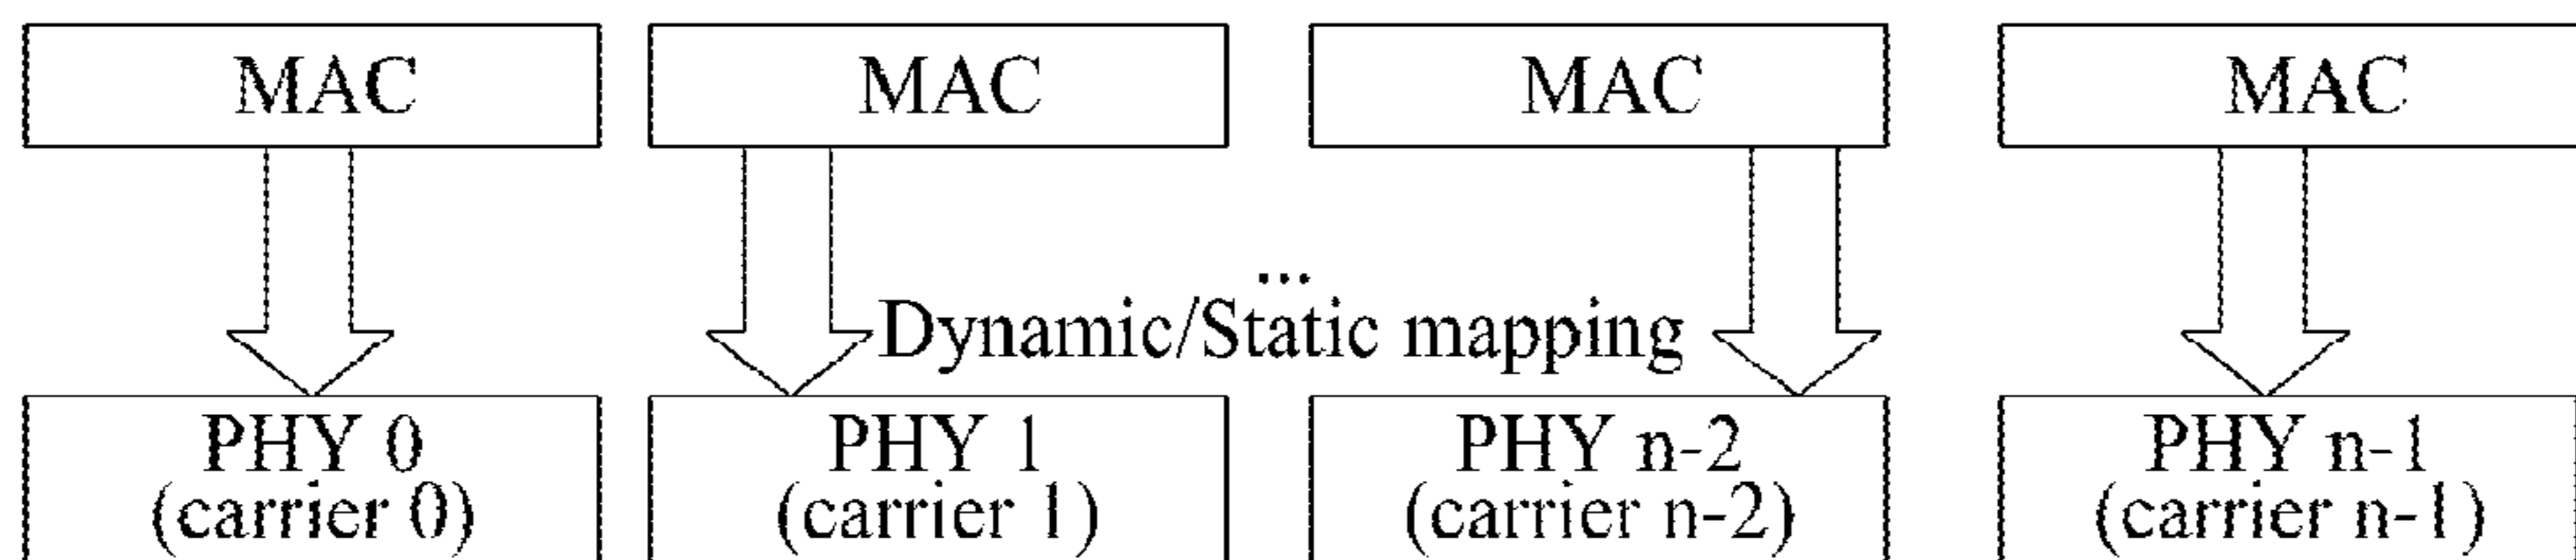 MAC MAC MAC MAC
...
Dynamic/Static mapping
PHY 0 PHY 1 PHY n-2 PHY n-1
(carrier 0) (carrier 1) (carrier n-2) (carrier n-1)